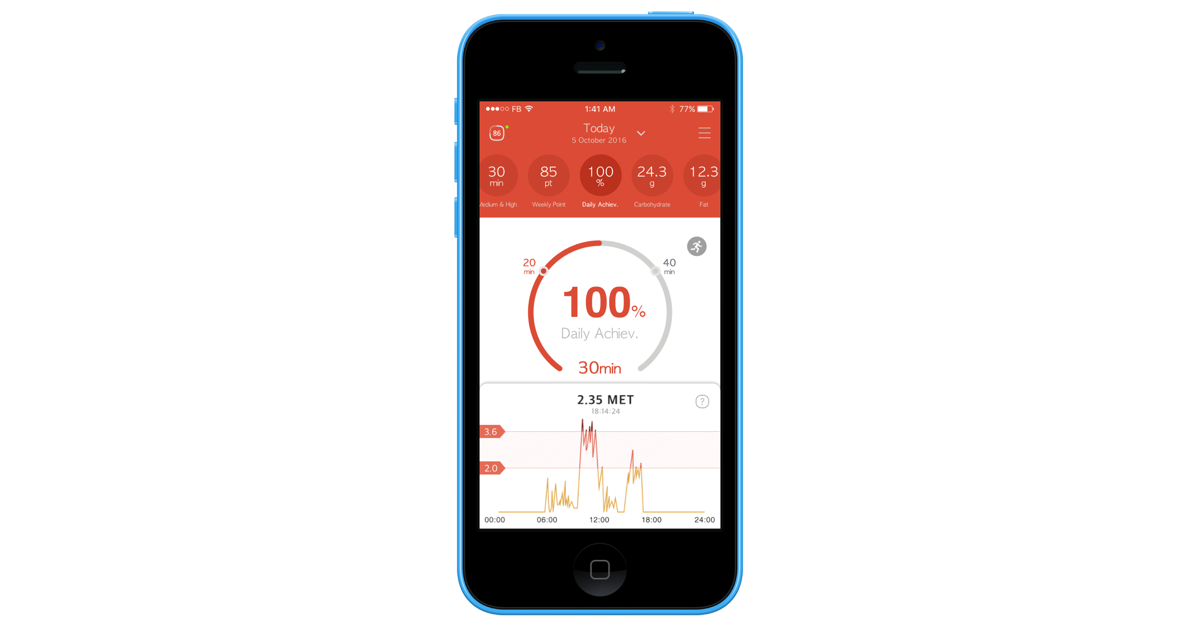 FB 1:41 AM 77%
86 Today
5 October 2016
30 85 100 24.3 12.3
min pt % g g
Medium & High Weekly Point Daily Achiev. Carbohydrate Fat
20 40
min min
100%
Daily Achiev.
30min
2.35 MET ?
18:14:24
3.6
2.0
00:00 06:00 12:00 18:00 24:00